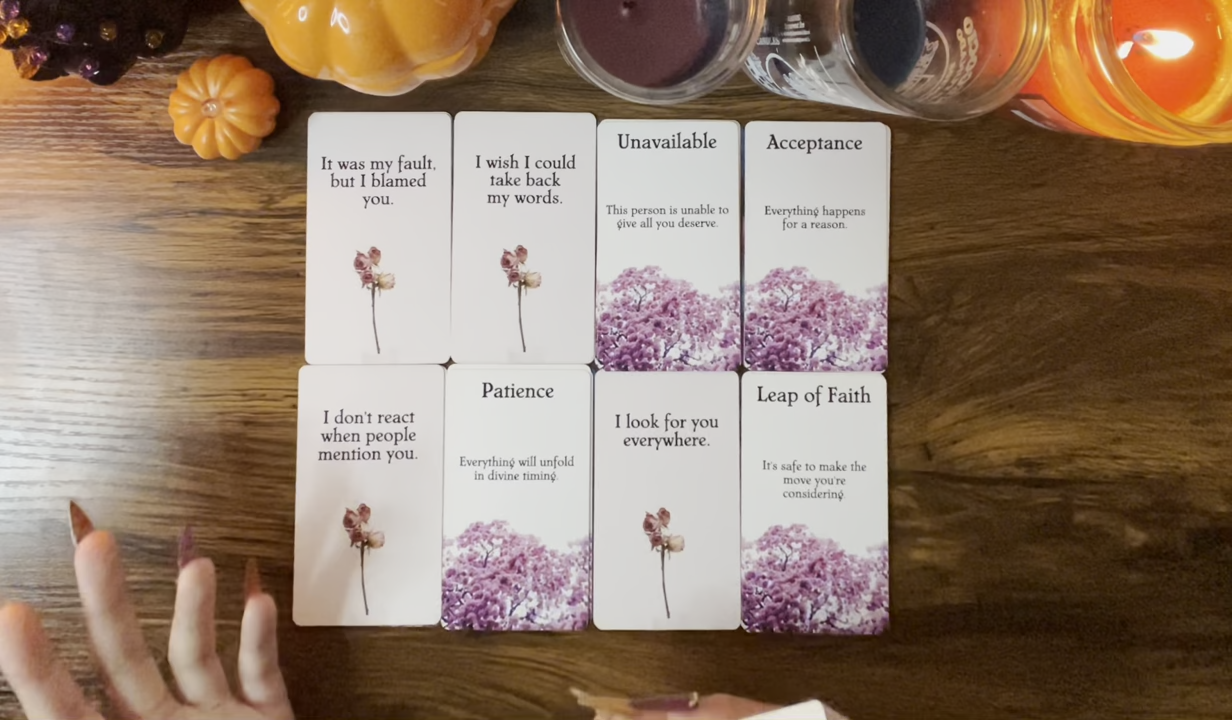 It was my fault,
but I blamed
you.
I wish I could
take back
my words.
Unavailable
This person is unable to
give all you deserve.
Acceptance
Everything happens
for a reason.
I don't react
when people
mention you.
Patience
Everything will unfold
in divine timing.
I look for you
everywhere.
Leap of Faith
It's safe to make the
move you're
considering.